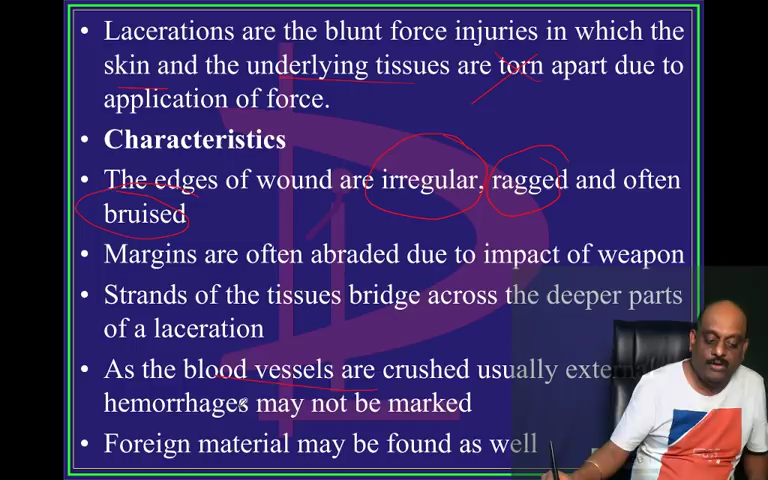 • Lacerations are the blunt force injuries in which the
skin and the underlying tissues are torn apart due to
application of force.
• Characteristics
• The edges of wound are irregular, ragged and often
bruised
• Margins are often abraded due to impact of weapon
• Strands of the tissues bridge across the deeper parts
of a laceration
• As the blood vessels are crushed usually external
hemorrhages may not be marked
• Foreign material may be found as well